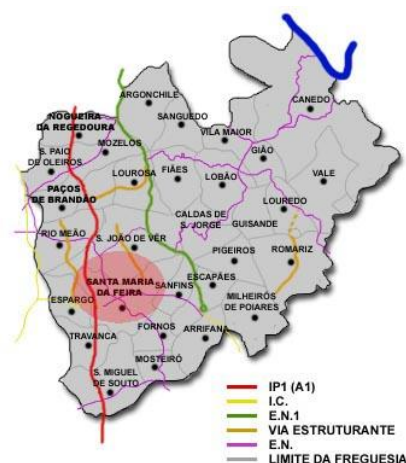 ARGONCHILE
CANEDO
NOGUEIRA
DA REGEDOURA
SANGUEDO
VILA MAIOR
MOZELOS
GIÃO
S. PAIO
DE OLEIROS
LOUROSA
FIÃES
LOBÃO
VALE
PAÇOS
DE BRANDÃO
LOUREDO
CALDAS DE
S. JORGE
GUISANDE
RIO MEÃO
S. JOÃO DE VÊR
PIGEIROS
ROMARIZ
SANTA MARIA
DA FEIRA
SANFINS
ESCAPÃES
ESPARGO
MILHEIRÓS
DE POIARES
FORNOS
ARRIFANA
TRAVANCA
MOSTEIRÓ
S. MIGUEL
DE SOUTO
IP1 (A1)
I.C.
E.N.1
VIA ESTRUTURANTE
E.N.
LIMITE DA FREGUESIA